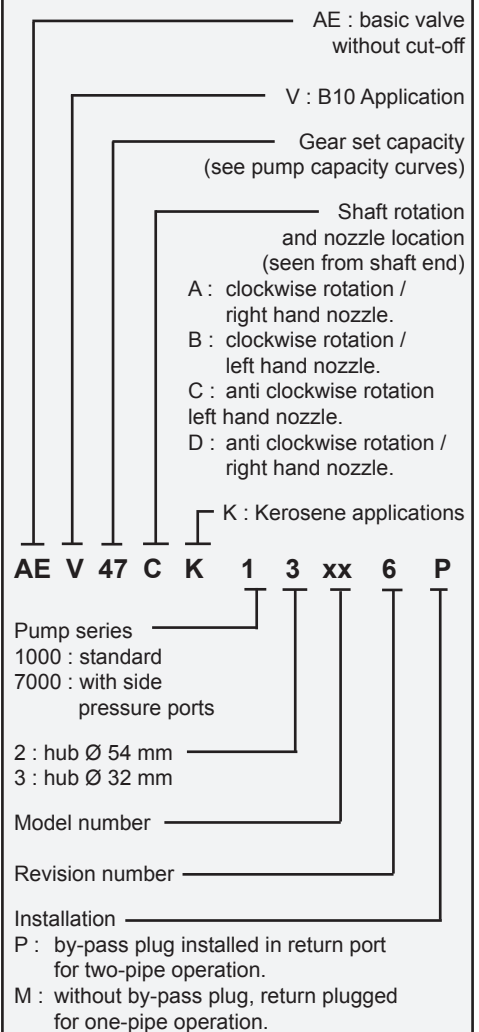 AE : basic valve
without cut-off
V : B10 Application
Gear set capacity
(see pump capacity curves)
Shaft rotation
and nozzle location
(seen from shaft end)
A : clockwise rotation /
right hand nozzle.
B : clockwise rotation /
left hand nozzle.
C : anti clockwise rotation
left hand nozzle.
D : anti clockwise rotation /
right hand nozzle.
K : Kerosene applications
AE V 47 C K 1 3 xx 6 P
Pump series
1000 : standard
7000 : with side
pressure ports
2 : hub Ø 54 mm
3 : hub Ø 32 mm
Model number
Revision number
Installation
P : by-pass plug installed in return port
for two-pipe operation.
M : without by-pass plug, return plugged
for one-pipe operation.